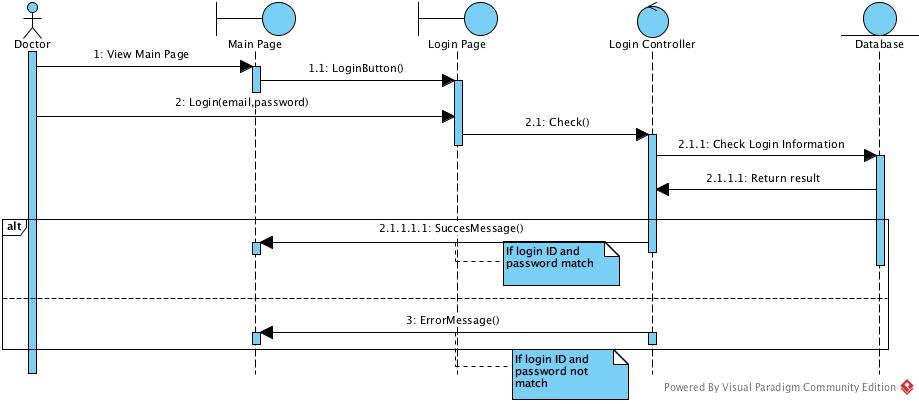 Doctor
Main Page
Login Page
Login Controller
Database
1: View Main Page
1.1: LoginButton()
2: Login(email,password)
2.1: Check()
2.1.1: Check Login Information
2.1.1.1: Return result
alt
2.1.1.1.1: SuccesMessage()
If login ID and
password match
3: ErrorMessage()
If login ID and
password not
match
Powered By Visual Paradigm Community Edition